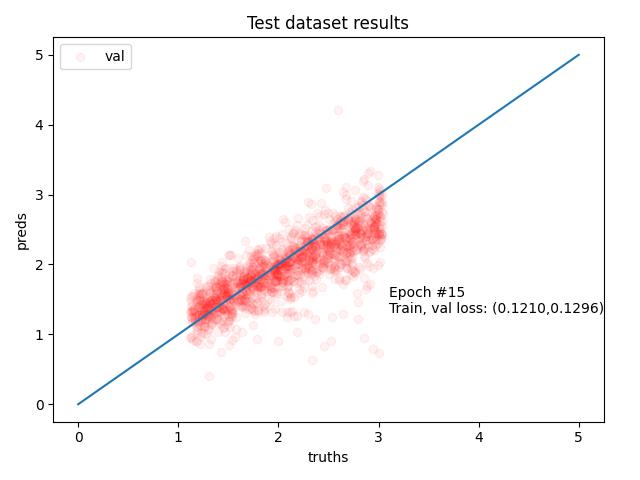 Test dataset results
val
5
4
3
2
1
0
preds
Epoch #15
Train, val loss: (0.1210,0.1296)
0 1 2 3 4 5
truths